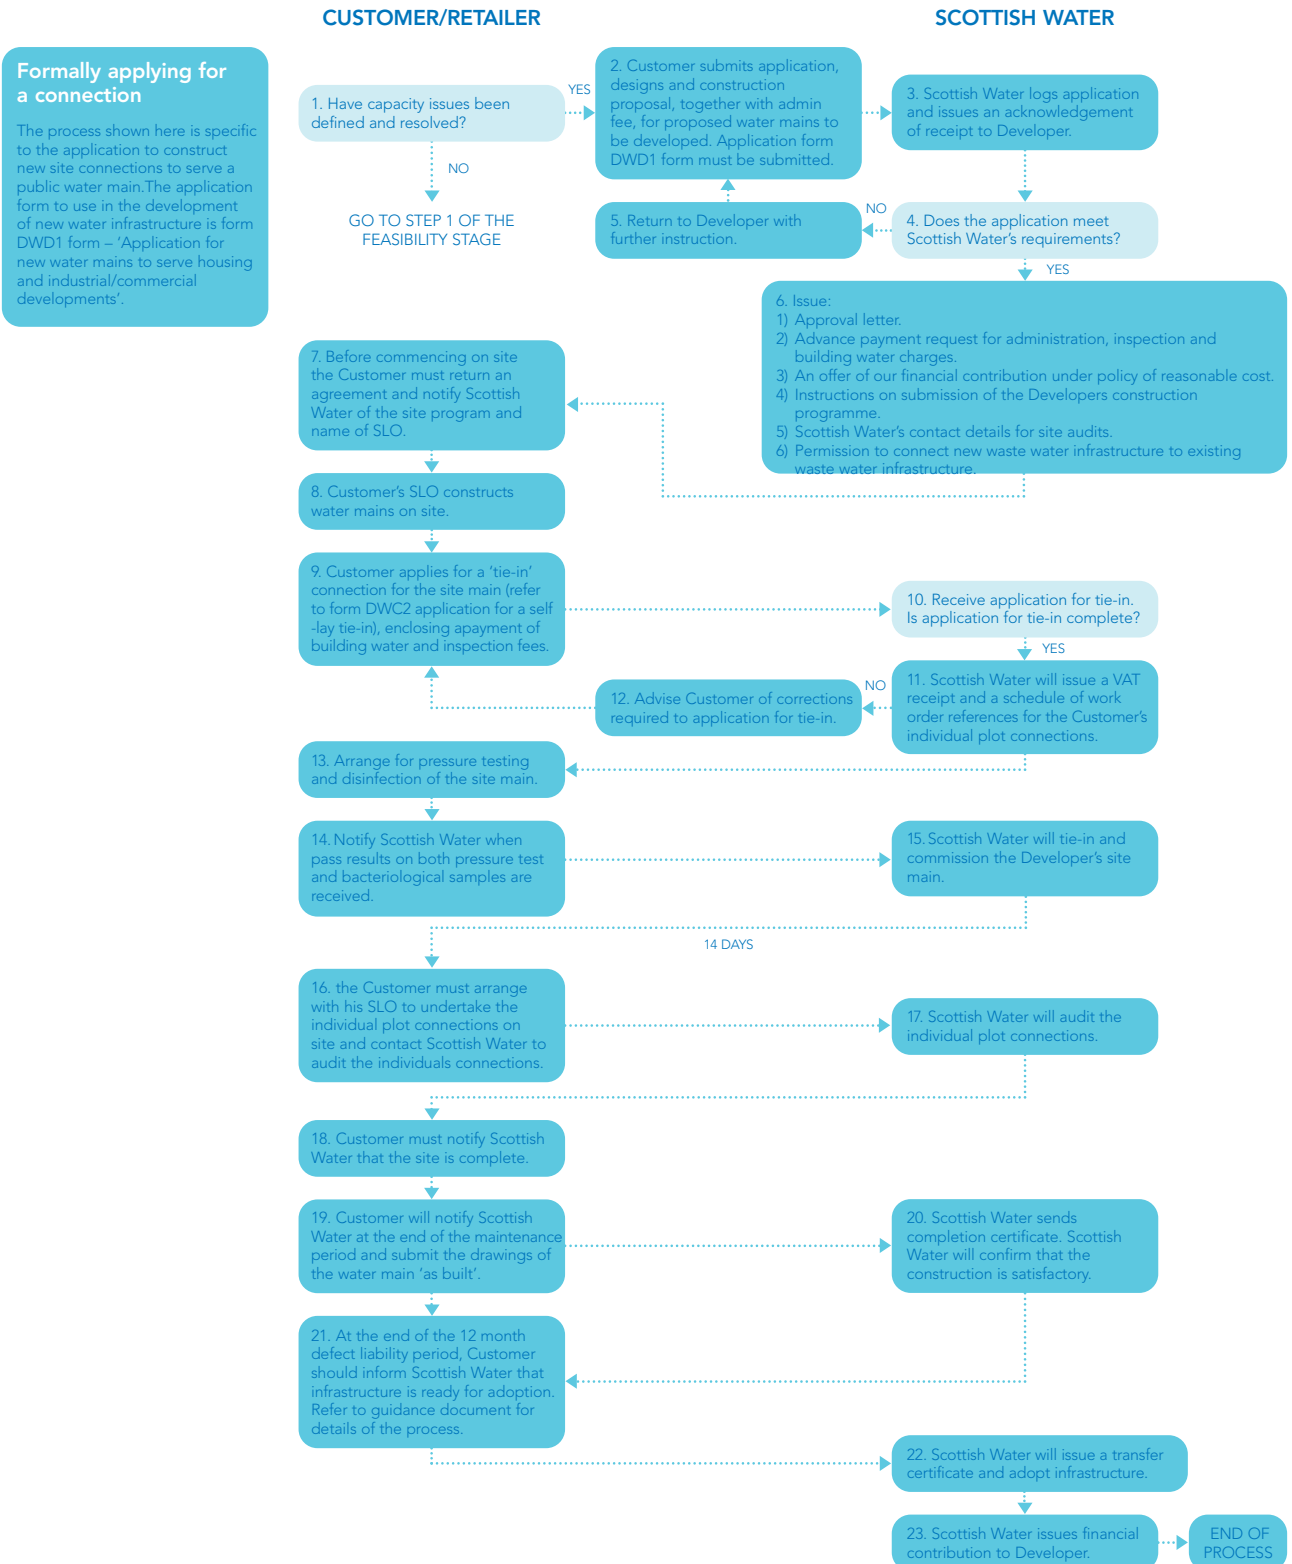 CUSTOMER/RETAILER
SCOTTISH WATER
Formally applying for
a connection
The process shown here is specific
to the application to construct
new site connections to serve a
public water main.The application
form to use in the development
of new water infrastructure is form
DWD1 form – ‘Application for
new water mains to serve housing
and industrial/commercial
developments’.
1. Have capacity issues been
defined and resolved?
YES
NO
GO TO STEP 1 OF THE
FEASIBILITY STAGE
2. Customer submits application,
designs and construction
proposal, together with admin
fee, for proposed water mains to
be developed. Application form
DWD1 form must be submitted.
3. Scottish Water logs application
and issues an acknowledgement
of receipt to Developer.
4. Does the application meet
Scottish Water’s requirements?
NO
5. Return to Developer with
further instruction.
YES
6. Issue:
1) Approval letter.
2) Advance payment request for administration, inspection and
building water charges.
3) An offer of our financial contribution under policy of reasonable cost.
4) Instructions on submission of the Developers construction
programme.
5) Scottish Water’s contact details for site audits.
6) Permission to connect new waste water infrastructure to existing
waste water infrastructure.
7. Before commencing on site
the Customer must return an
agreement and notify Scottish
Water of the site program and
name of SLO.
8. Customer’s SLO constructs
water mains on site.
9. Customer applies for a ‘tie-in’
connection for the site main (refer
to form DWC2 application for a self
-lay tie-in), enclosing apayment of
building water and inspection fees.
10. Receive application for tie-in.
Is application for tie-in complete?
YES
11. Scottish Water will issue a VAT
receipt and a schedule of work
order references for the Customer’s
individual plot connections.
NO
12. Advise Customer of corrections
required to application for tie-in.
13. Arrange for pressure testing
and disinfection of the site main.
14. Notify Scottish Water when
pass results on both pressure test
and bacteriological samples are
received.
15. Scottish Water will tie-in and
commission the Developer’s site
main.
14 DAYS
16. the Customer must arrange
with his SLO to undertake the
individual plot connections on
site and contact Scottish Water to
audit the individuals connections.
17. Scottish Water will audit the
individual plot connections.
18. Customer must notify Scottish
Water that the site is complete.
19. Customer will notify Scottish
Water at the end of the maintenance
period and submit the drawings of
the water main ‘as built’.
20. Scottish Water sends
completion certificate. Scottish
Water will confirm that the
construction is satisfactory.
21. At the end of the 12 month
defect liability period, Customer
should inform Scottish Water that
infrastructure is ready for adoption.
Refer to guidance document for
details of the process.
22. Scottish Water will issue a transfer
certificate and adopt infrastructure.
23. Scottish Water issues financial
contribution to Developer.
END OF
PROCESS